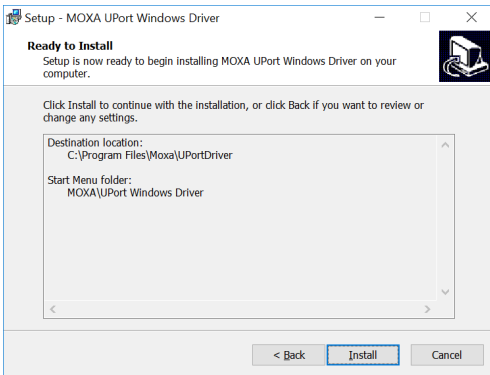 Setup - MOXA UPort Windows Driver
Ready to Install
Setup is now ready to begin installing MOXA UPort Windows Driver on your
computer.
Click Install to continue with the installation, or click Back if you want to review or
change any settings.
Destination location:
C:\Program Files\Moxa\UPortDriver
Start Menu folder:
MOXA\UPort Windows Driver
< Back
Install
Cancel